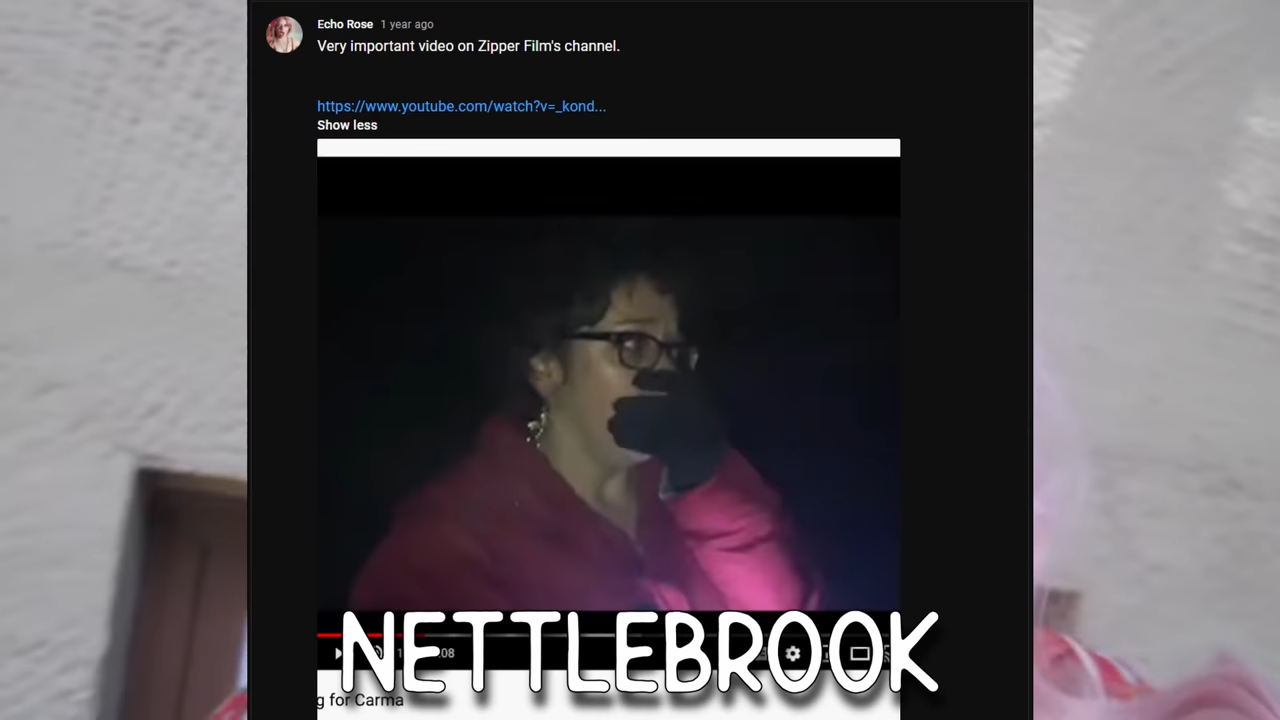 Echo Rose 1 year ago
Very important video on Zipper Film's channel.
https://www.youtube.com/watch?v=_kond...
Show less
NETTLEBROOK
g for Carma